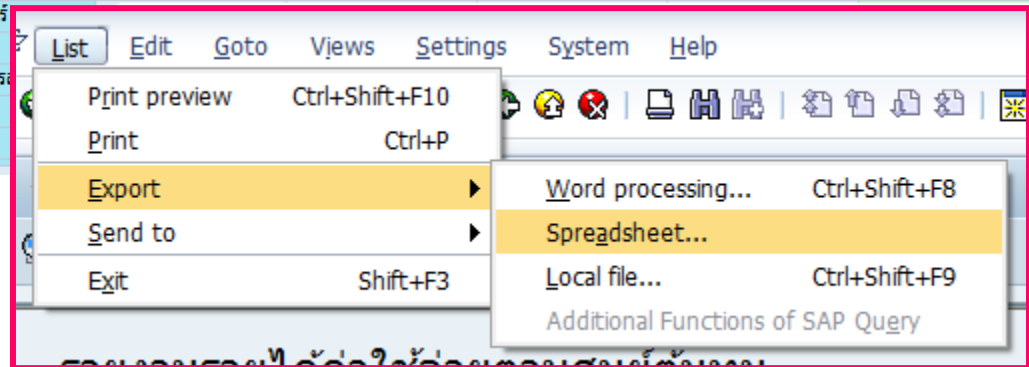 List Edit Goto Views Settings System Help
Print preview Ctrl+Shift+F10
Print Ctrl+P
Export
Send to
Exit Shift+F3
Word processing... Ctrl+Shift+F8
Spreadsheet...
Local file... Ctrl+Shift+F9
Additional Functions of SAP Query